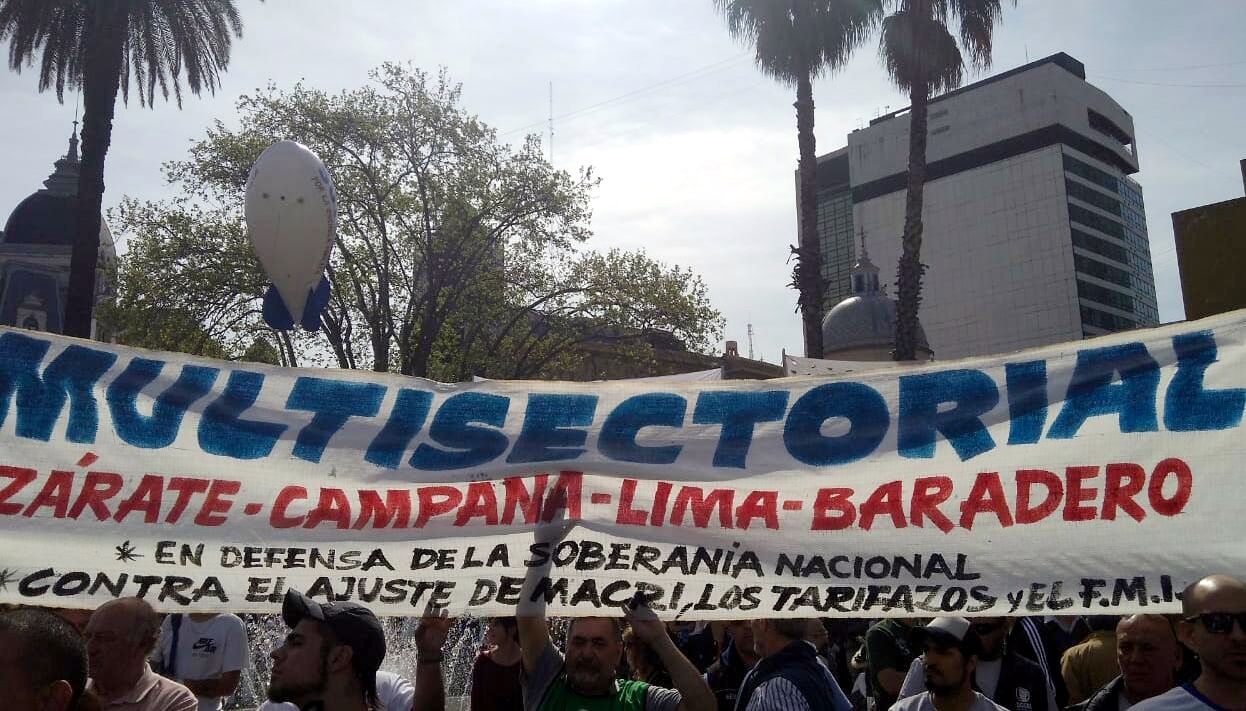 MULTISECTORIAL
ZÁRATE - CAMPANA - LIMA - BARADERO
* EN DEFENSA DE LA SOBERANÍA NACIONAL
* CONTRA EL AJUSTE DE MACRI, LOS TARIFAZOS y EL F.M.I.